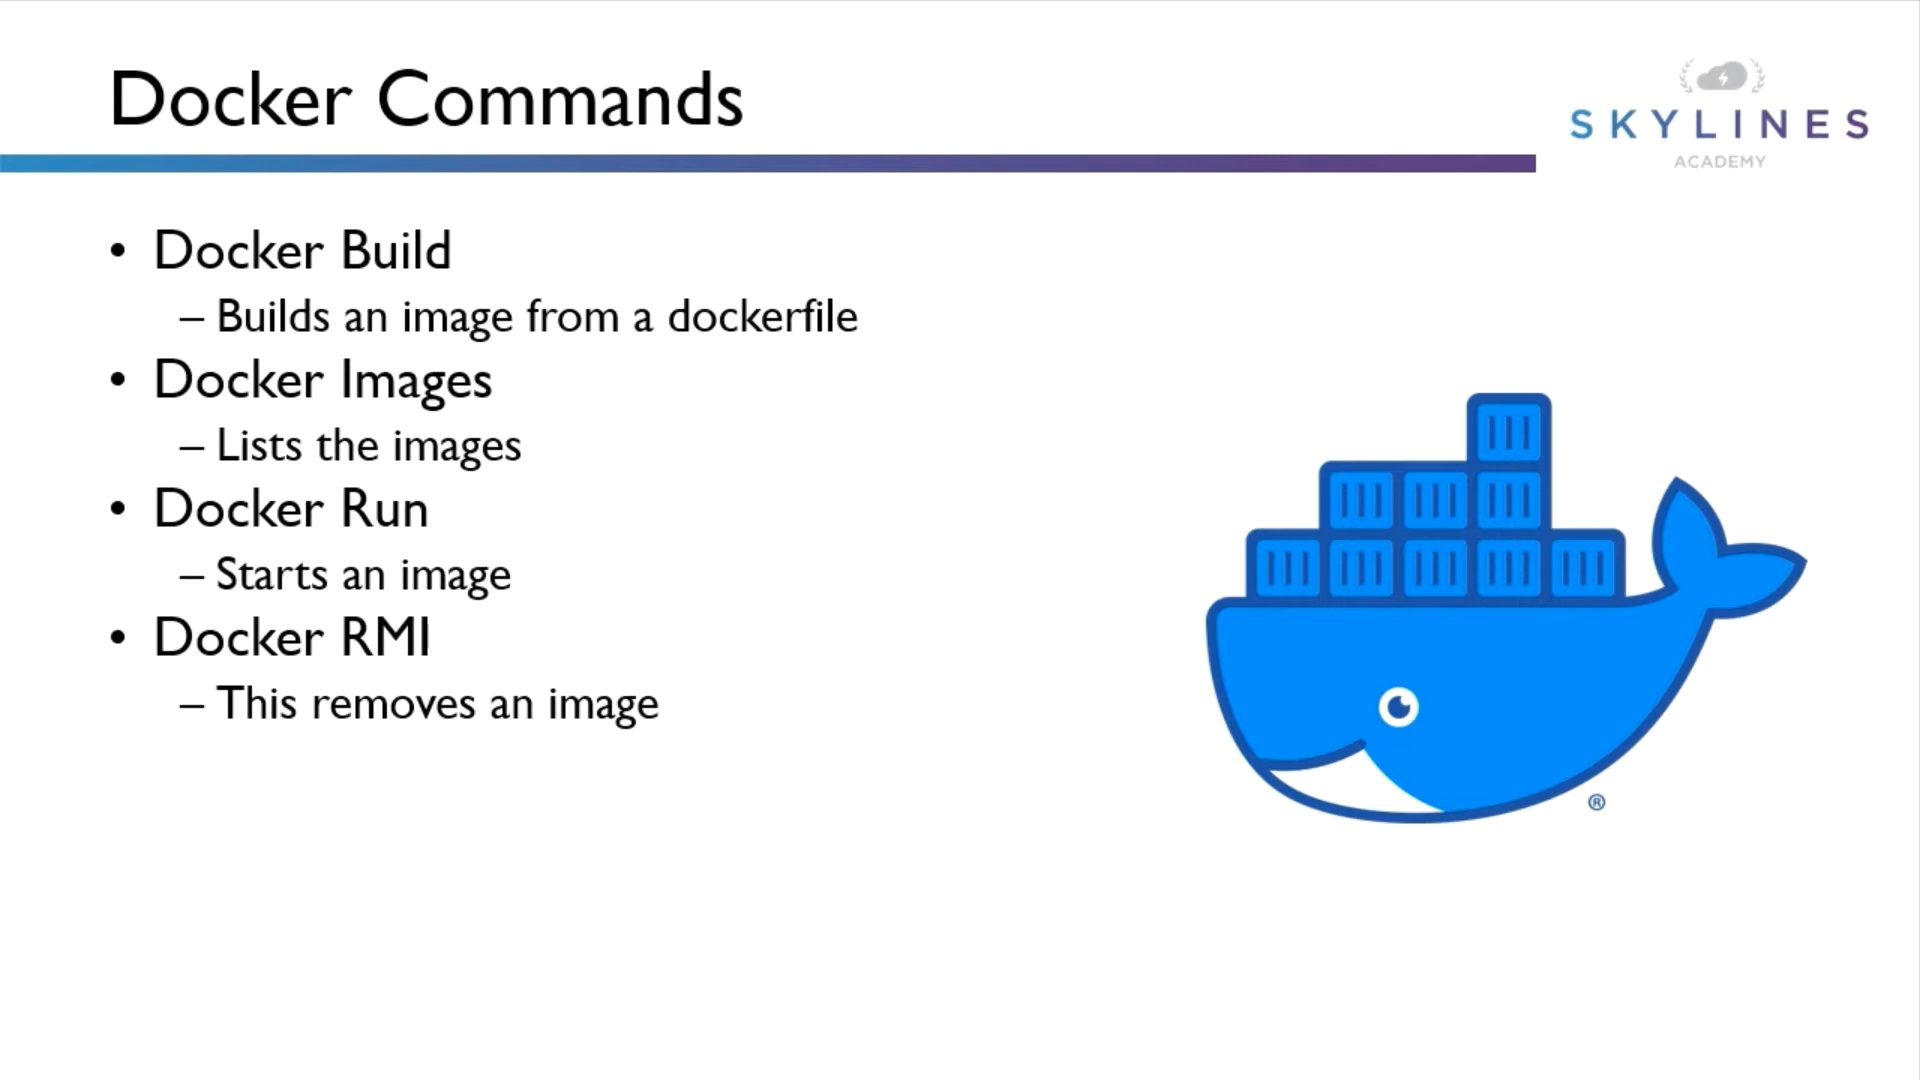 Docker Commands
SKYLINES
ACADEMY
• Docker Build
– Builds an image from a dockerfile
• Docker Images
– Lists the images
• Docker Run
– Starts an image
• Docker RMI
– This removes an image
®